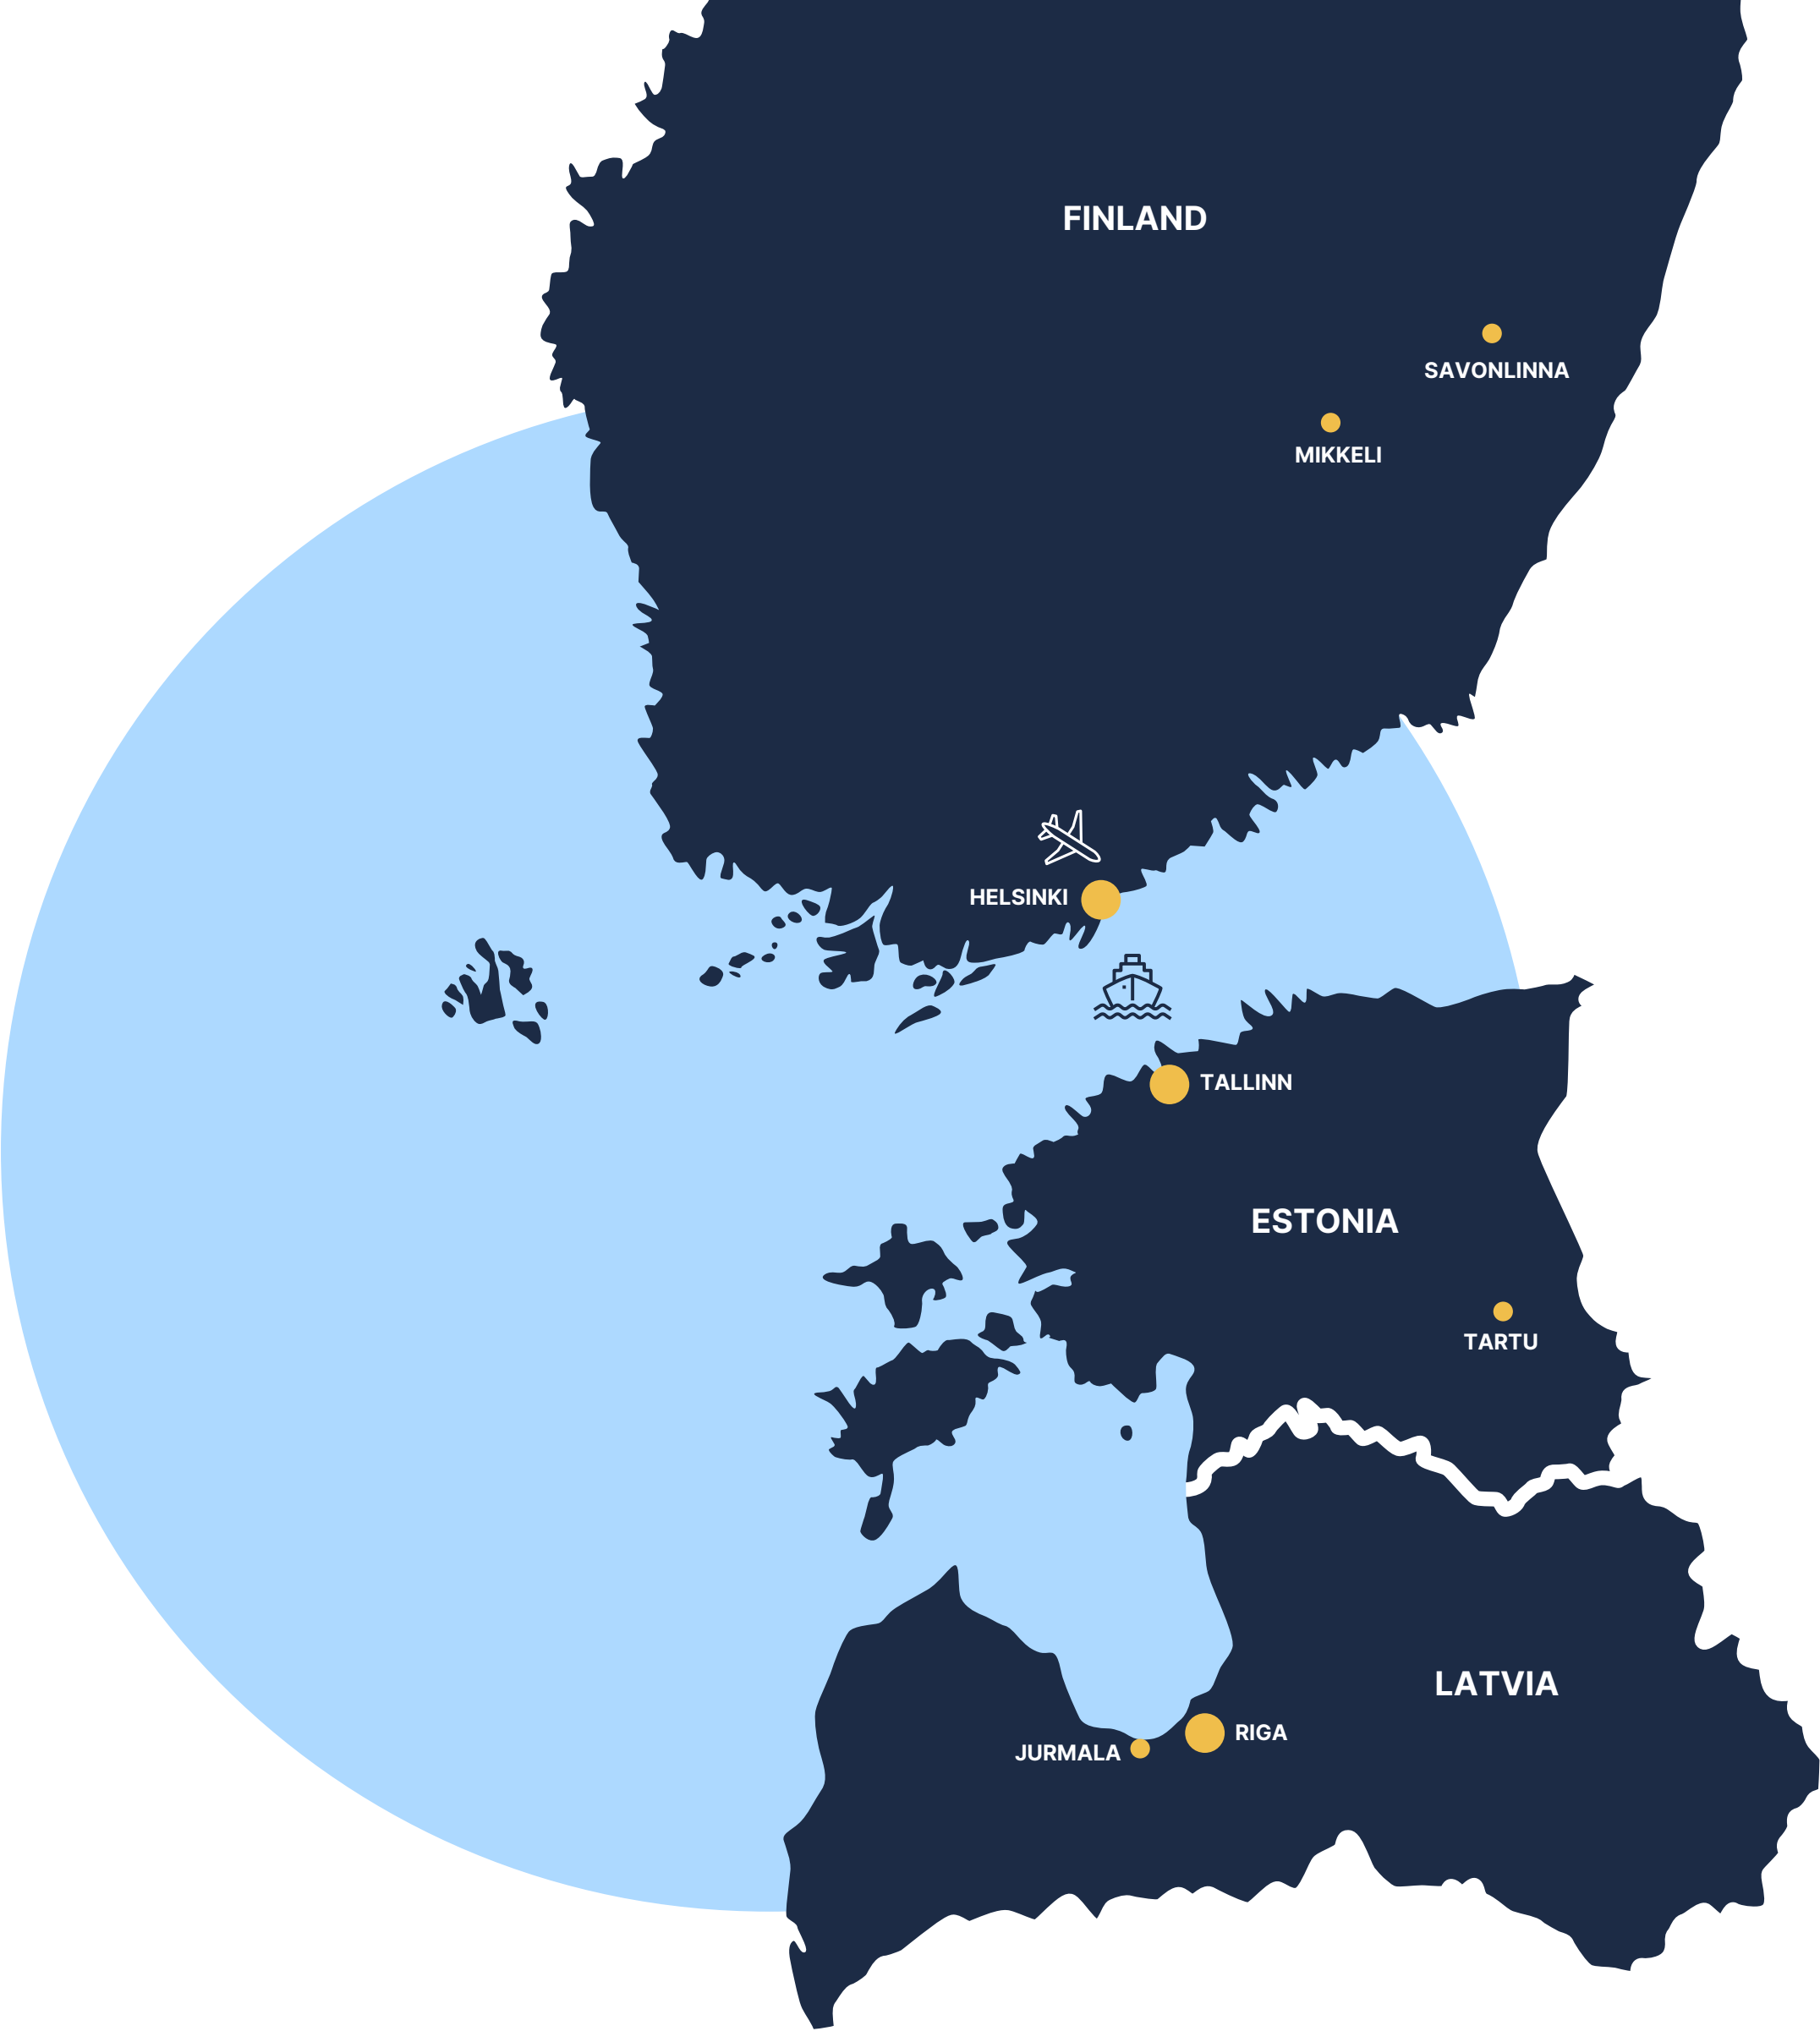 FINLAND
SAVONLINNA
MIKKELI
HELSINKI
TALLINN
ESTONIA
TARTU
LATVIA
RIGA
JURMALA